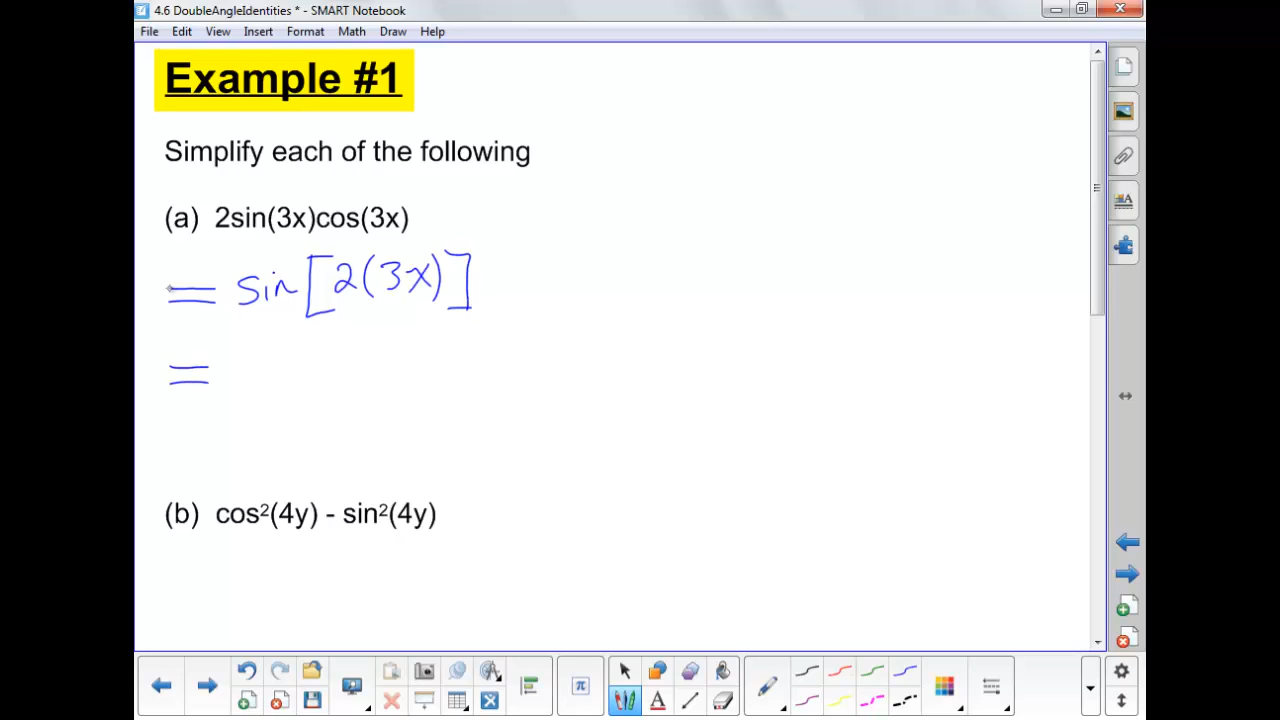 4.6 DoubleAngleIdentities * - SMART Notebook
File Edit View Insert Format Math Draw Help
Example #1
Simplify each of the following
(a) 2sin(3x)cos(3x)
= sin[2(3x)]
=
(b) cos²(4y) - sin²(4y)